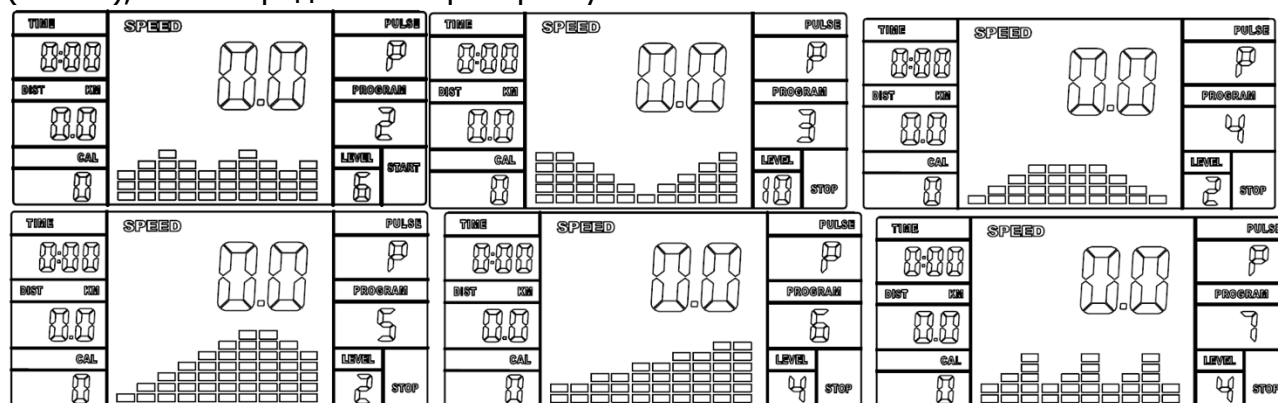 TIME SPEED PULSE
0:00 0.0 P
DIST KM PROGRAM
0.0 2
CAL LEVEL START
0 6
TIME SPEED PULSE
0:00 0.0 P
DIST KM PROGRAM
0.0 3
CAL LEVEL STOP
0 10
TIME SPEED PULSE
0:00 0.0 P
DIST KM PROGRAM
0.0 4
CAL LEVEL STOP
0 2
TIME SPEED PULSE
0:00 0.0 P
DIST KM PROGRAM
0.0 5
CAL LEVEL STOP
0 2
TIME SPEED PULSE
0:00 0.0 P
DIST KM PROGRAM
0.0 6
CAL LEVEL STOP
0 4
TIME SPEED PULSE
0:00 0.0 P
DIST KM PROGRAM
0.0 7
CAL LEVEL STOP
0 4